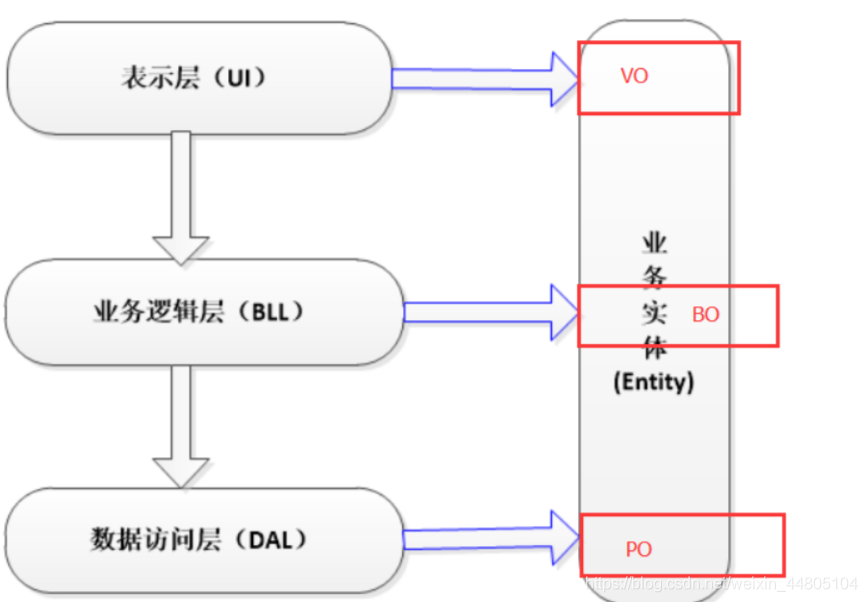 表示层（UI）
VO
业务逻辑层（BLL）
业
务
实
体
(Entity)
BO
数据访问层（DAL）
PO
https://blog.csdn.net/weixin_44805104